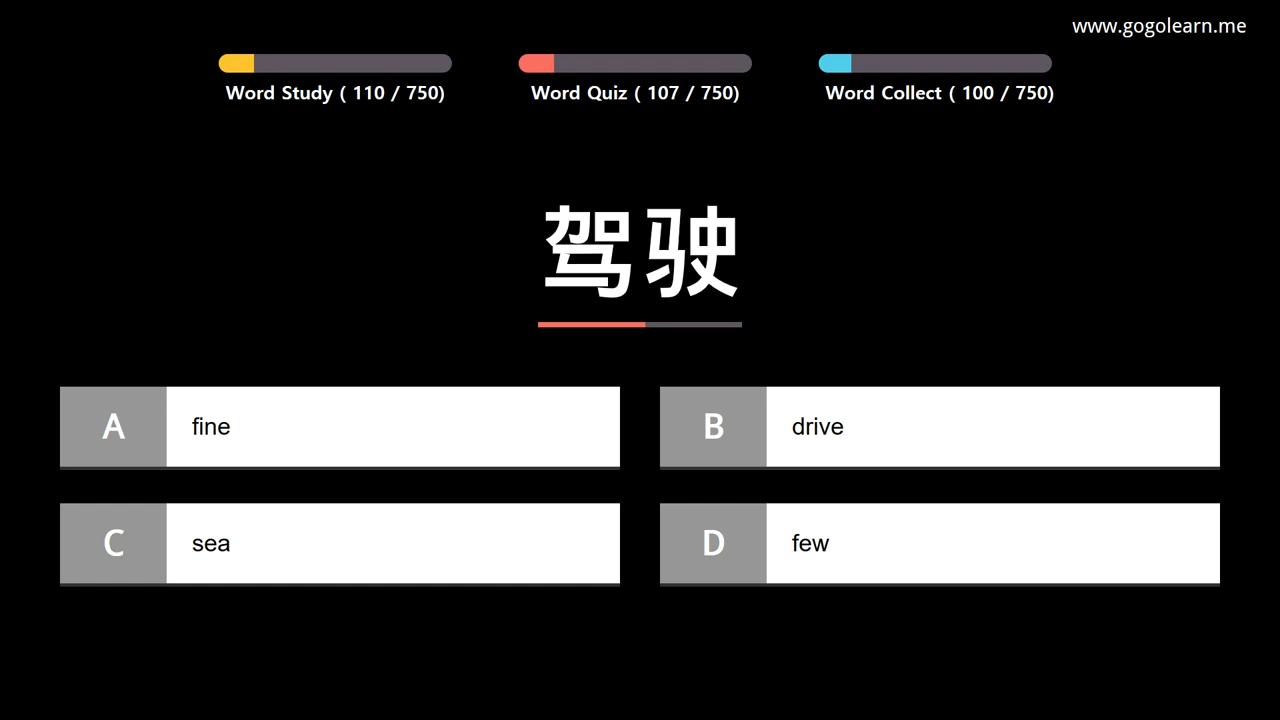 www.gogolearn.me
Word Study ( 110 / 750)
Word Quiz ( 107 / 750)
Word Collect ( 100 / 750)
驾驶
A fine
B drive
C sea
D few